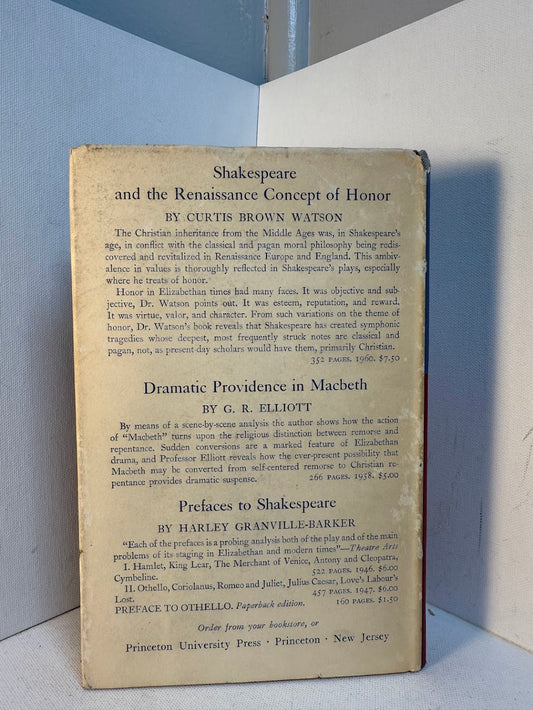 Shakespeare
and the Renaissance Concept of Honor
BY CURTIS BROWN WATSON
The Christian inheritance from the Middle Ages was, in Shakespeare's
age, in conflict with the classical and pagan moral philosophy being redis-
covered and revitalized in Renaissance Europe and England. This ambiv-
alence in values is thoroughly reflected in Shakespeare's plays, especially
where he treats of honor.
Honor in Elizabethan times had many faces. It was objective and sub-
jective, Dr. Watson points out. It was esteem, reputation, and reward.
It was virtue, valor, and character. From such variations on the theme of
honor, Dr. Watson's book reveals that Shakespeare has created symphonic
tragedies whose deepest, most frequently struck notes are classical and
pagan, not, as present-day scholars would have them, primarily Christian.
352 PAGES. 1960. $7.50
Dramatic Providence in Macbeth
BY G. R. ELLIOTT
By means of a scene-by-scene analysis the author shows how the action
of "Macbeth" turns upon the religious distinction between remorse and
repentance. Sudden conversions are a marked feature of Elizabethan
drama, and Professor Elliott reveals how the ever-present possibility that
Macbeth may be converted from self-centered remorse to Christian re-
pentance provides dramatic suspense. 266 PAGES. 1958. $5.00
Prefaces to Shakespeare
BY HARLEY GRANVILLE-BARKER
"Each of the prefaces is a probing analysis both of the play and of the main
problems of its staging in Elizabethan and modern times"—Theatre Arts
I. Hamlet, King Lear, The Merchant of Venice, Antony and Cleopatra,
Cymbeline. 522 PAGES. 1946. $6.00
II. Othello, Coriolanus, Romeo and Juliet, Julius Caesar, Love's Labour's
Lost. 457 PAGES. 1947. $6.00
PREFACE TO OTHELLO. Paperback edition. 160 PAGES. $1.50
Order from your bookstore, or
Princeton University Press · Princeton · New Jersey